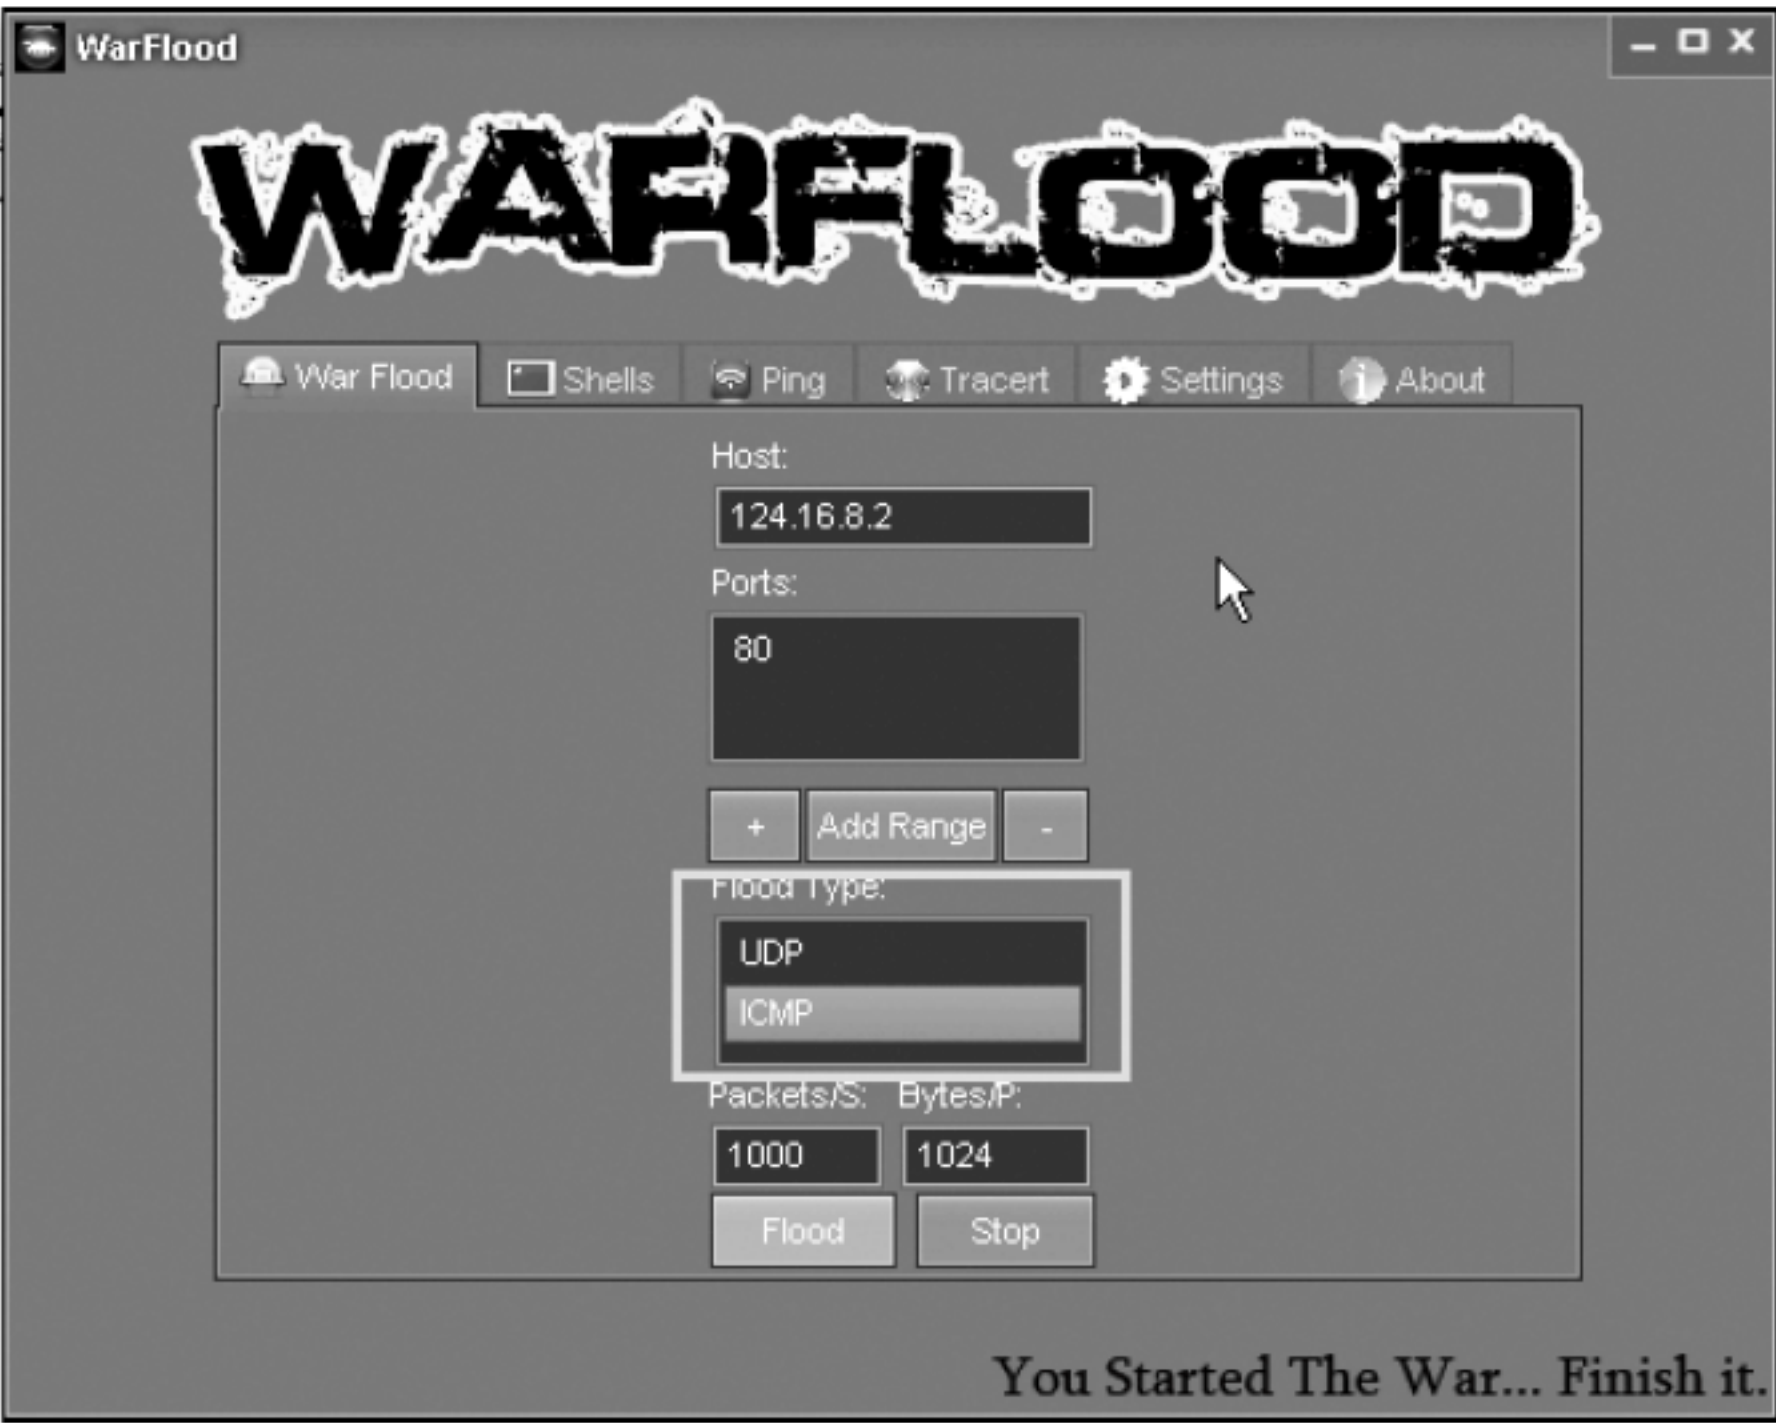 WarFlood
WARFLOOD
War Flood Shells Ping Tracert Settings About
Host:
124.16.8.2
Ports:
80
+ Add Range -
Flood Type:
UDP
ICMP
Packets/S: Bytes/P:
1000 1024
Flood Stop
You Started The War... Finish it.